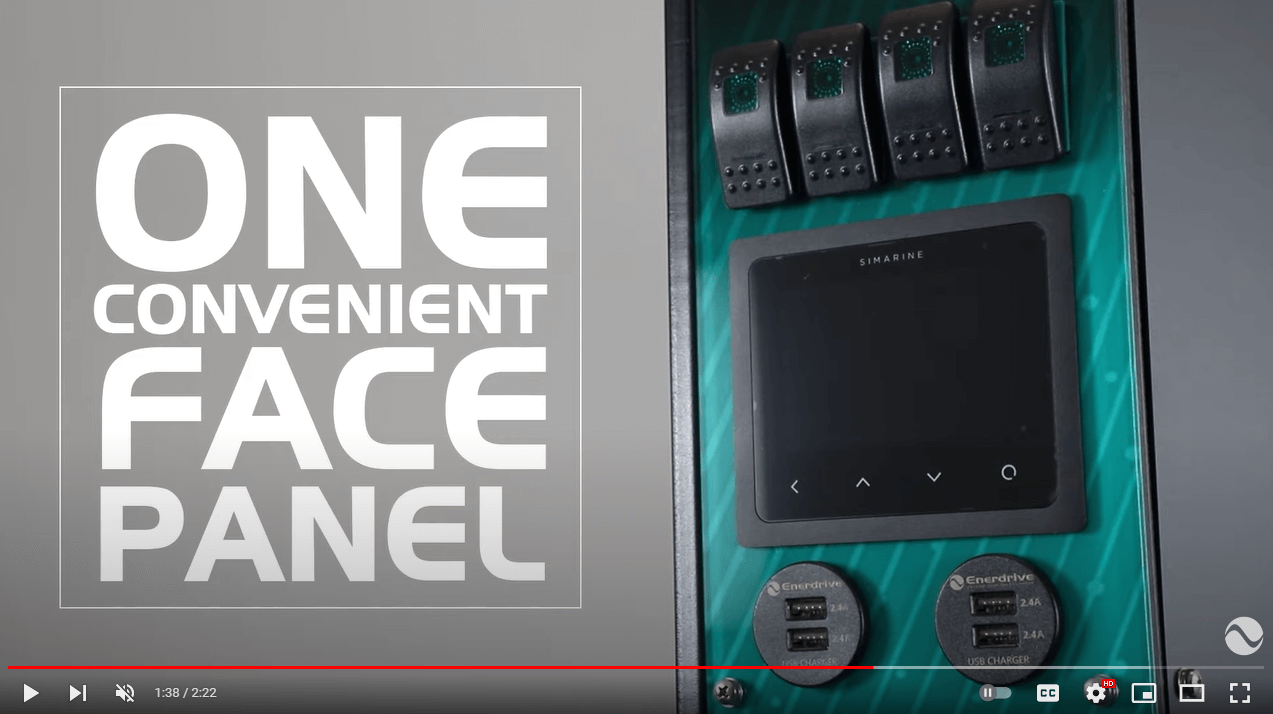 ONE
CONVENIENT
FACE
PANEL
SIMARINE
Enerdrive
2.4A
2.4A
USB CHARGER
Enerdrive
2.4A
2.4A
USB CHARGER
1:38 / 2:22
CC
HD